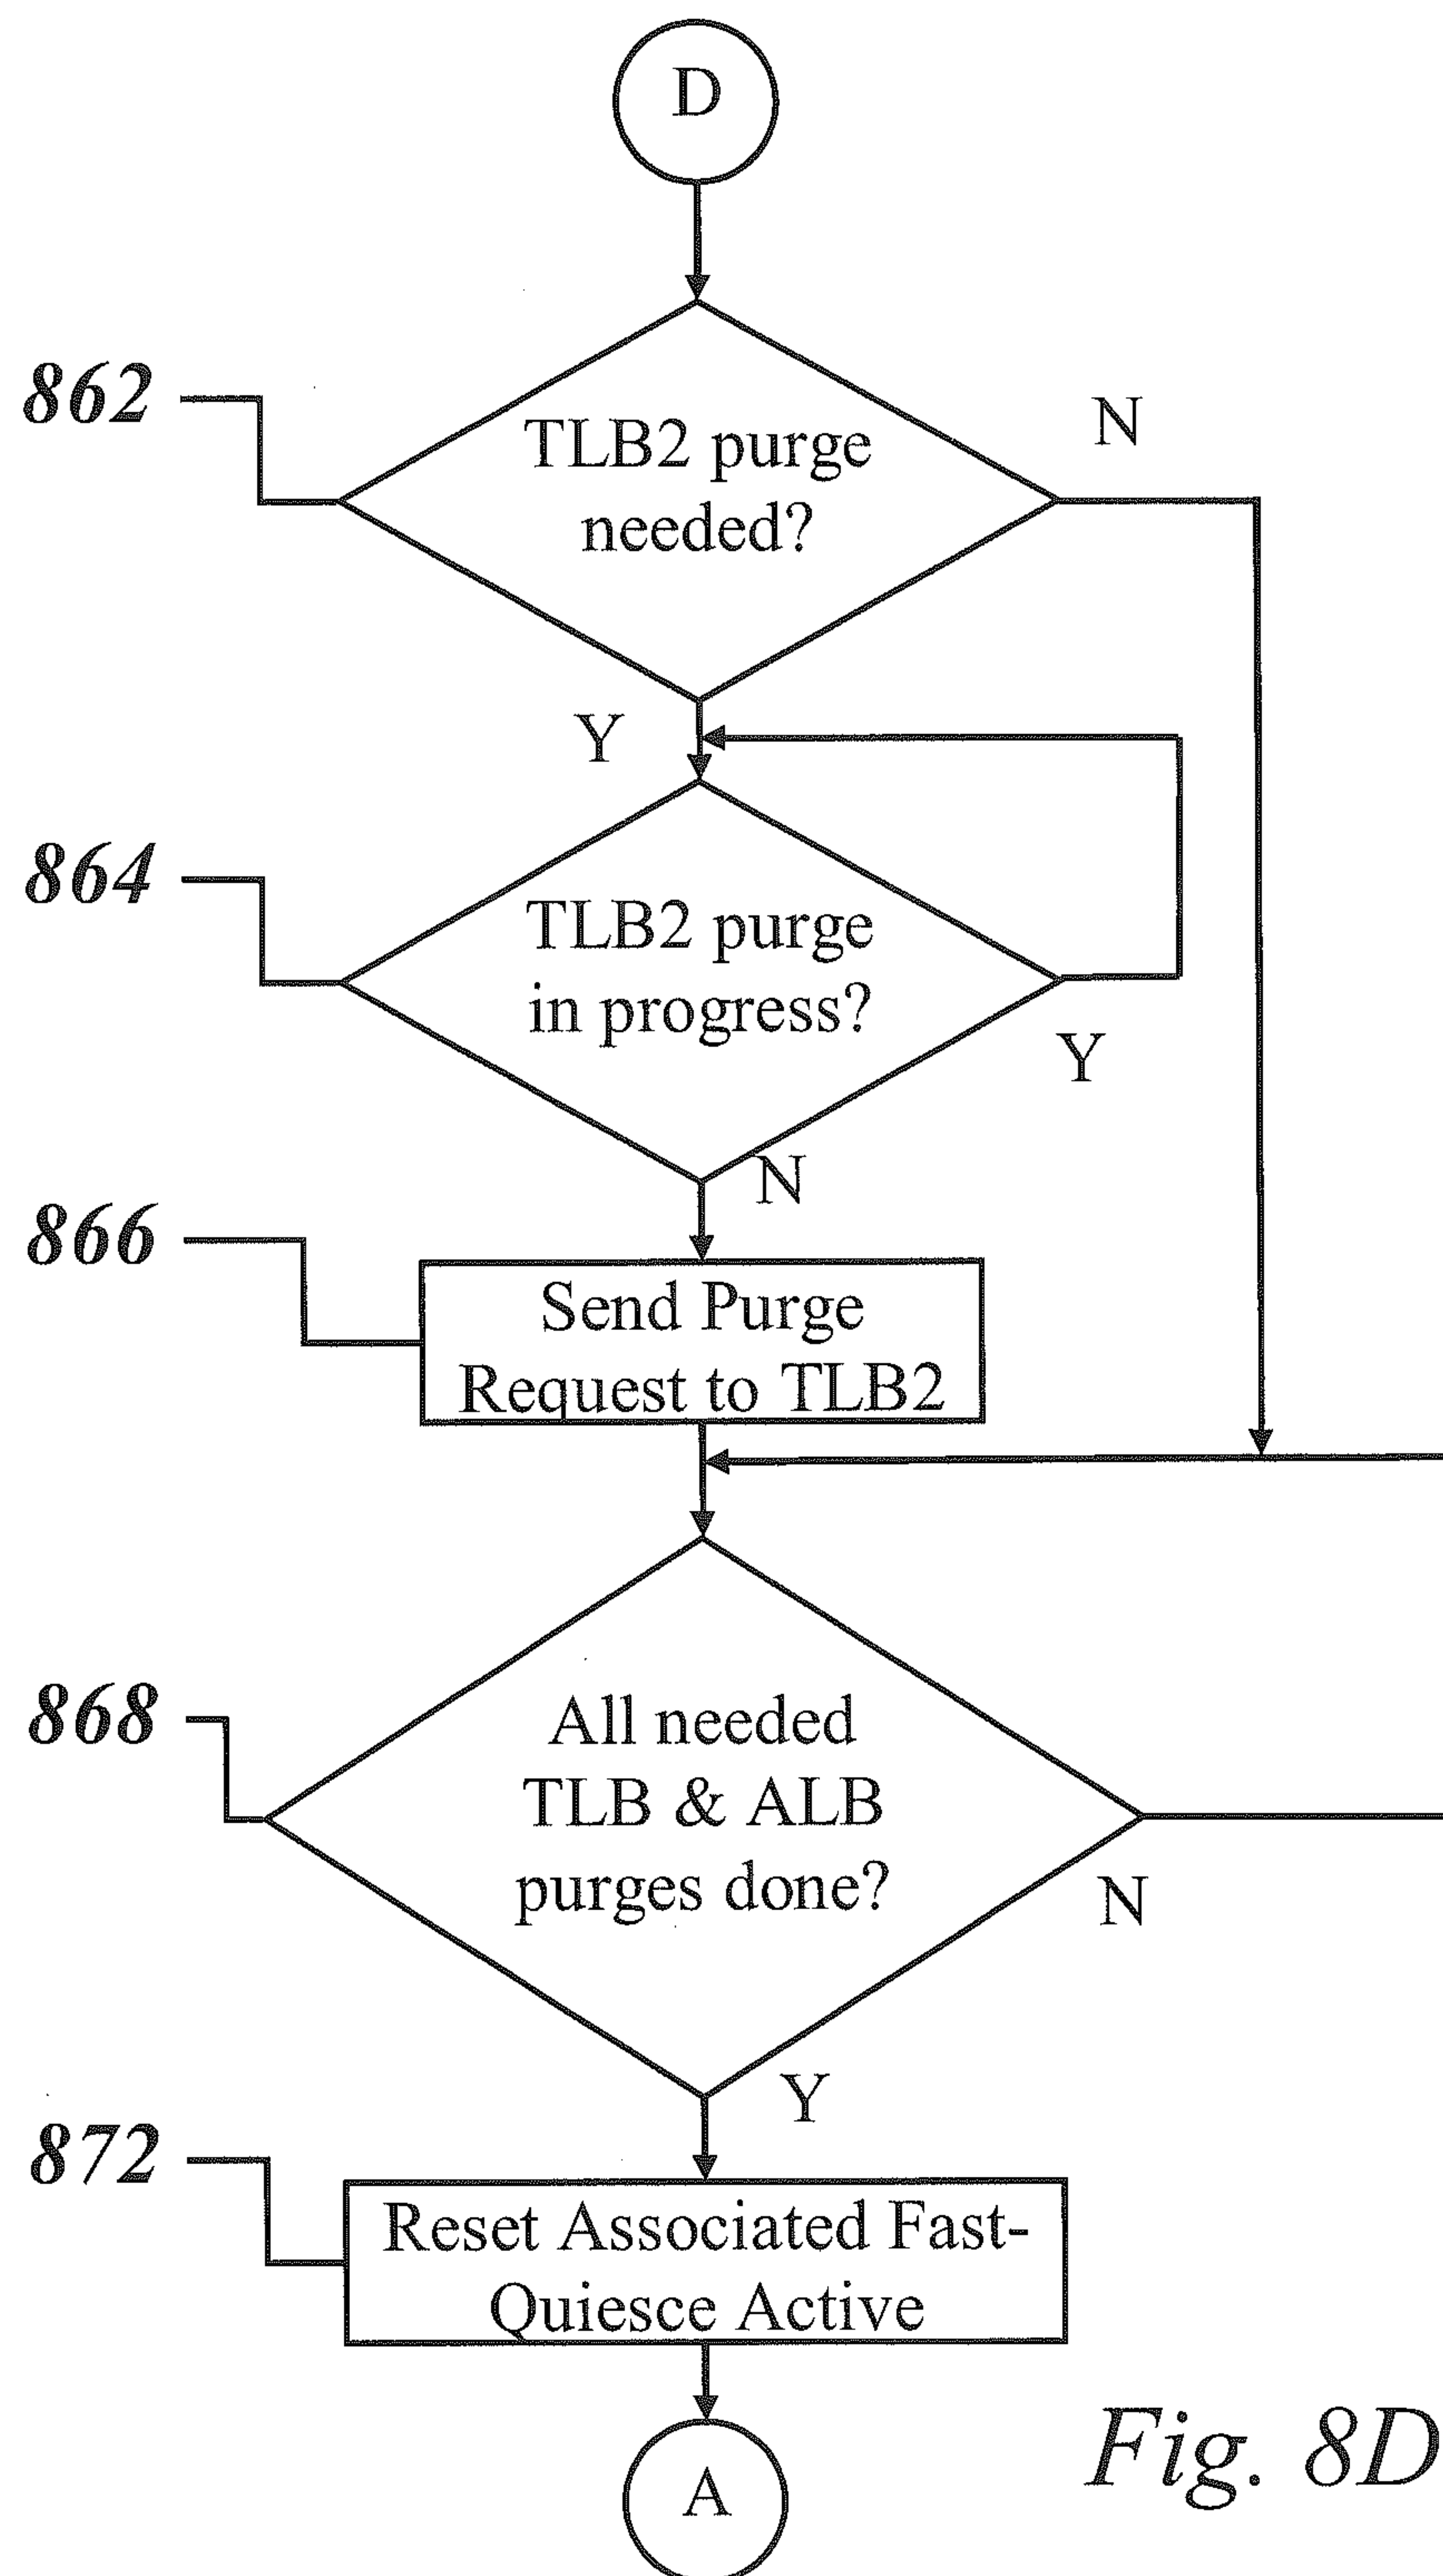 D
862
TLB2 purge
needed?
N
Y
864
TLB2 purge
in progress?
Y
N
866
Send Purge
Request to TLB2
868
All needed
TLB & ALB
purges done?
N
Y
872
Reset Associated Fast-
Quiesce Active
A
Fig. 8D